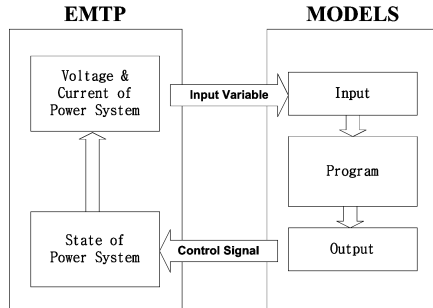 EMTP
MODELS
Voltage &
Current of
Power System
Input Variable
Input
Program
State of
Power System
Control Signal
Output